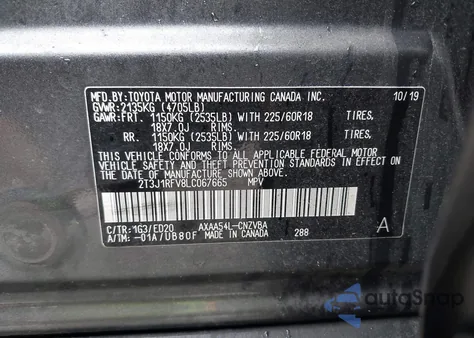 MFD.BY:TOYOTA MOTOR MANUFACTURING CANADA INC. 10/19
GVWR:2135KG (4705LB)
GAWR:FRT. 1150KG (2535LB) WITH 225/60R18 TIRES,
18X7.0J RIMS.
RR. 1150KG (2535LB) WITH 225/60R18 TIRES,
18X7.0J RIMS.
THIS VEHICLE CONFORMS TO ALL APPLICABLE FEDERAL MOTOR
VEHICLE SAFETY AND THEFT PREVENTION STANDARDS IN EFFECT ON
THE DATE OF MANUFACTURE SHOWN ABOVE.
2T3J1RFV8LC067665 MPV
C/TR:1G3/ED20 AXAA54L-CNZVBA
A/TM:-01A/UB80F MADE IN CANADA 288 A
autoSnap